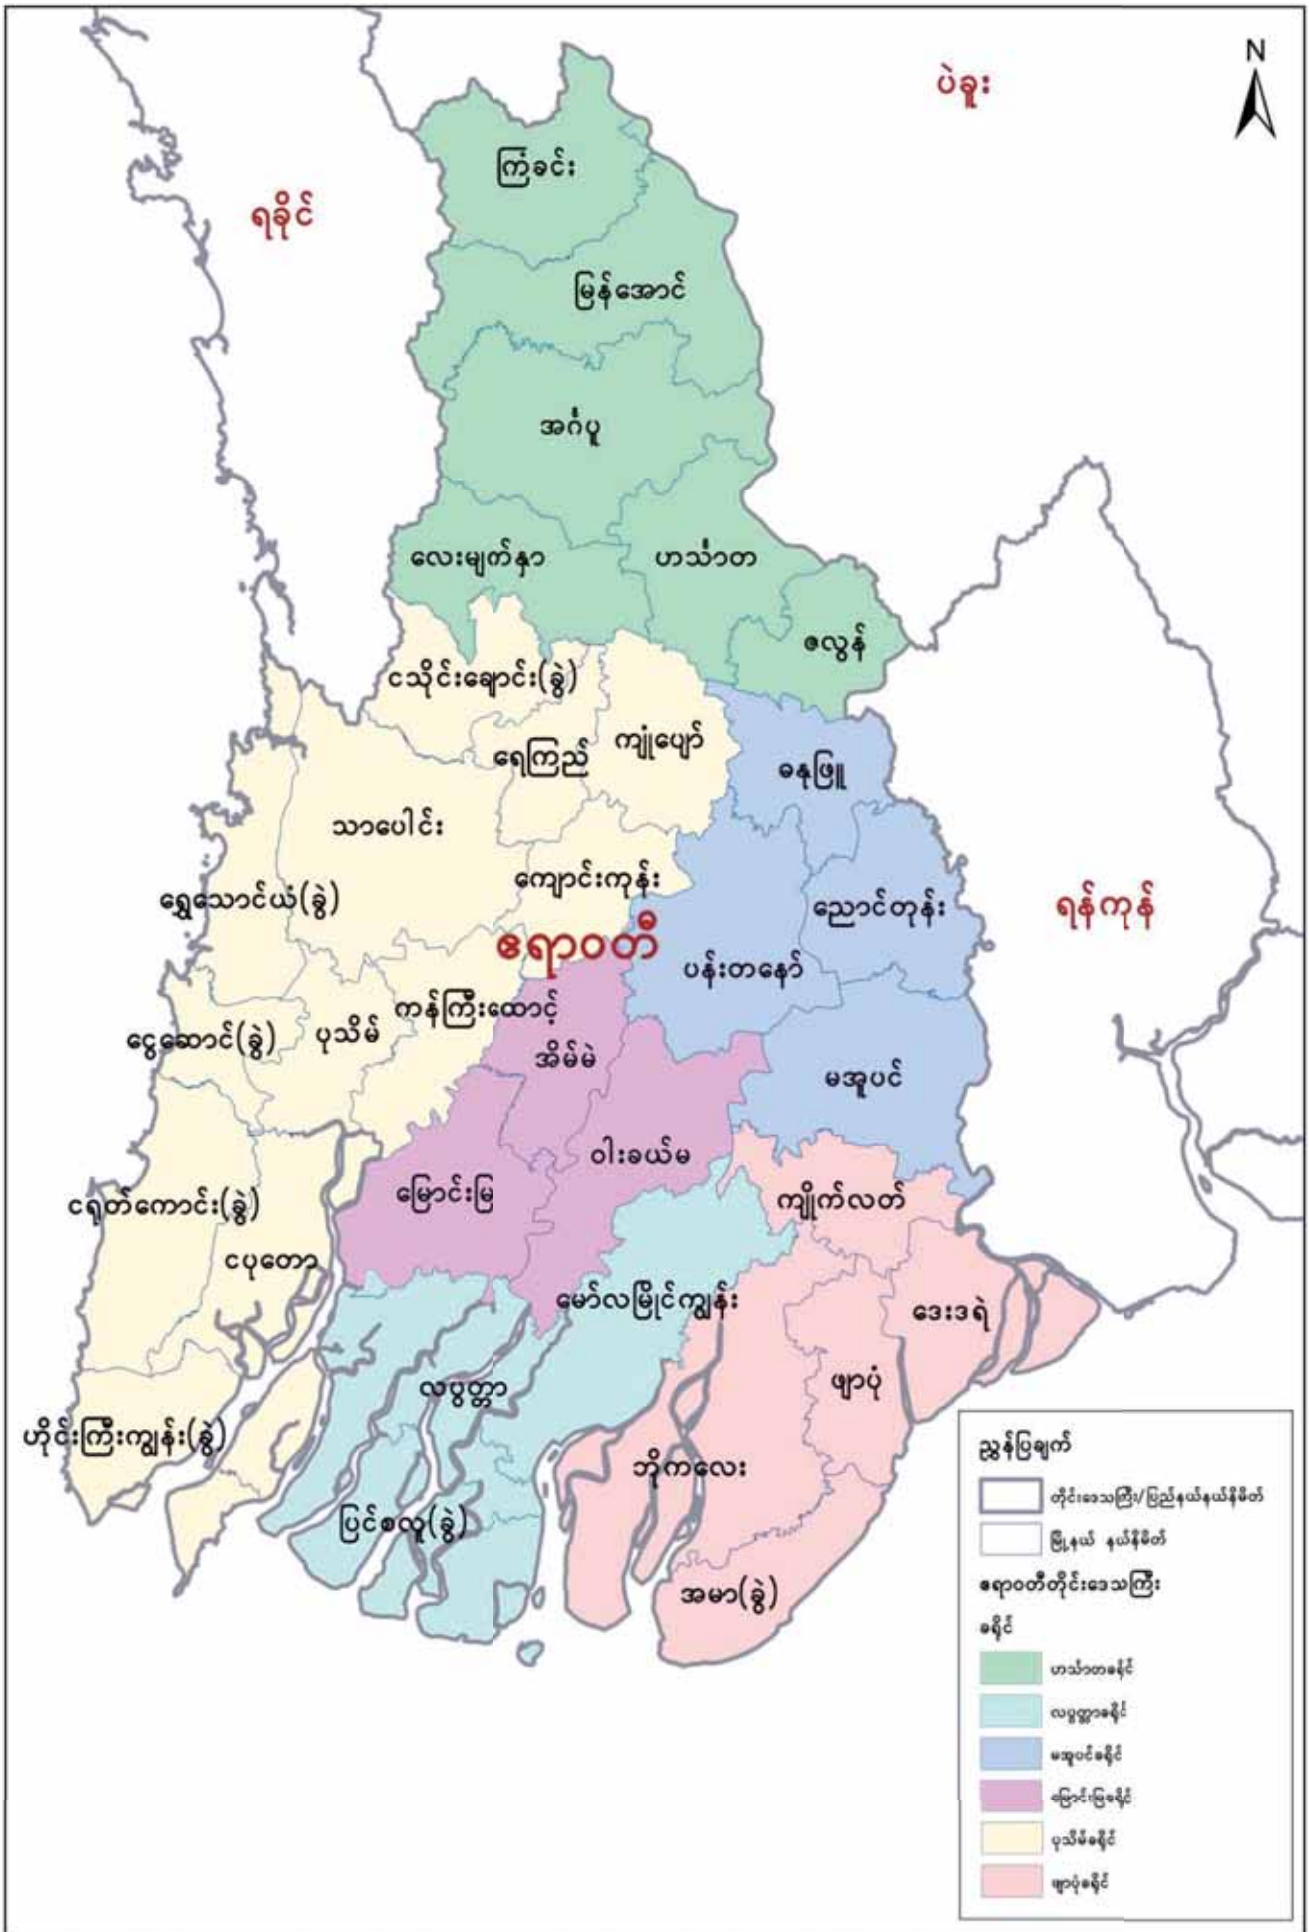 N
ပဲခူး
ရခိုင်
ကြံခင်း
မြန်အောင်
အင်္ဂပူ
လေးမျက်နှာ
ဟင်္သာတ
ဇလွန်
ငသိုင်းချောင်း(ခွဲ)
ရေကြည်
ကျုံပျော်
ဓနုဖြူ
သာပေါင်း
ကျောင်းကုန်း
ရွှေသောင်ယံ(ခွဲ)
ညောင်တုန်း
ရန်ကုန်
ဧရာဝတီ
ပန်းတနော်
ကန်ကြီးထောင့်
ငွေဆောင်(ခွဲ)
ပုသိမ်
အိမ်မဲ
မအူပင်
ဝါးခယ်မ
မြောင်းမြ
ကျိုက်လတ်
ငရုတ်ကောင်း(ခွဲ)
ငပုတော
မော်လမြိုင်ကျွန်း
ဒေးဒရဲ
လပွတ္တာ
ဖျာပုံ
ဟိုင်းကြီးကျွန်း(ခွဲ)
ဘိုကလေး
ပြင်စလူ(ခွဲ)
အမာ(ခွဲ)
ညွှန်ပြချက်
တိုင်းဒေသကြီး/ပြည်နယ်နယ်နိမိတ်
မြို့နယ် နယ်နိမိတ်
ဧရာဝတီတိုင်းဒေသကြီး
ခရိုင်
ဟင်္သာတခရိုင်
လပွတ္တာခရိုင်
မအူပင်ခရိုင်
မြောင်းမြခရိုင်
ပုသိမ်ခရိုင်
ဖျာပုံခရိုင်